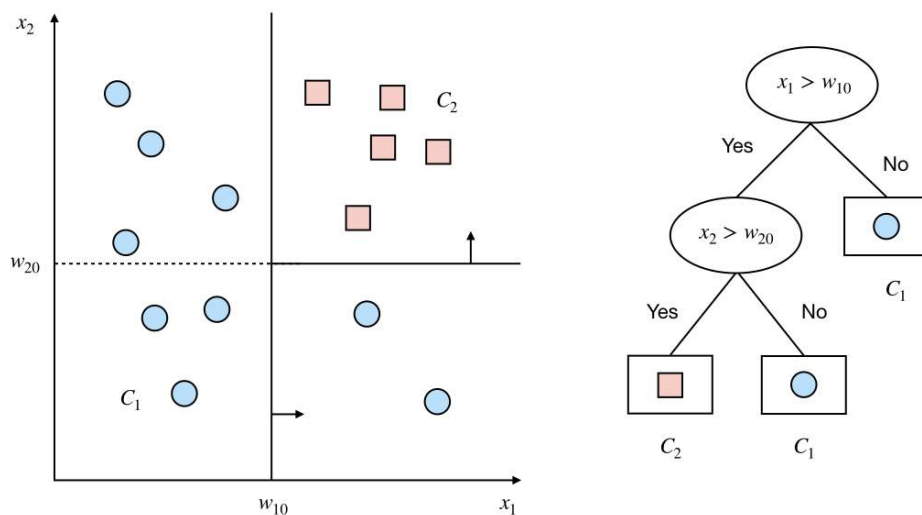 x₂
C₂
w₂₀
C₁
w₁₀
x₁
x₁ > w₁₀
Yes
No
x₂ > w₂₀
C₁
Yes
No
C₂
C₁